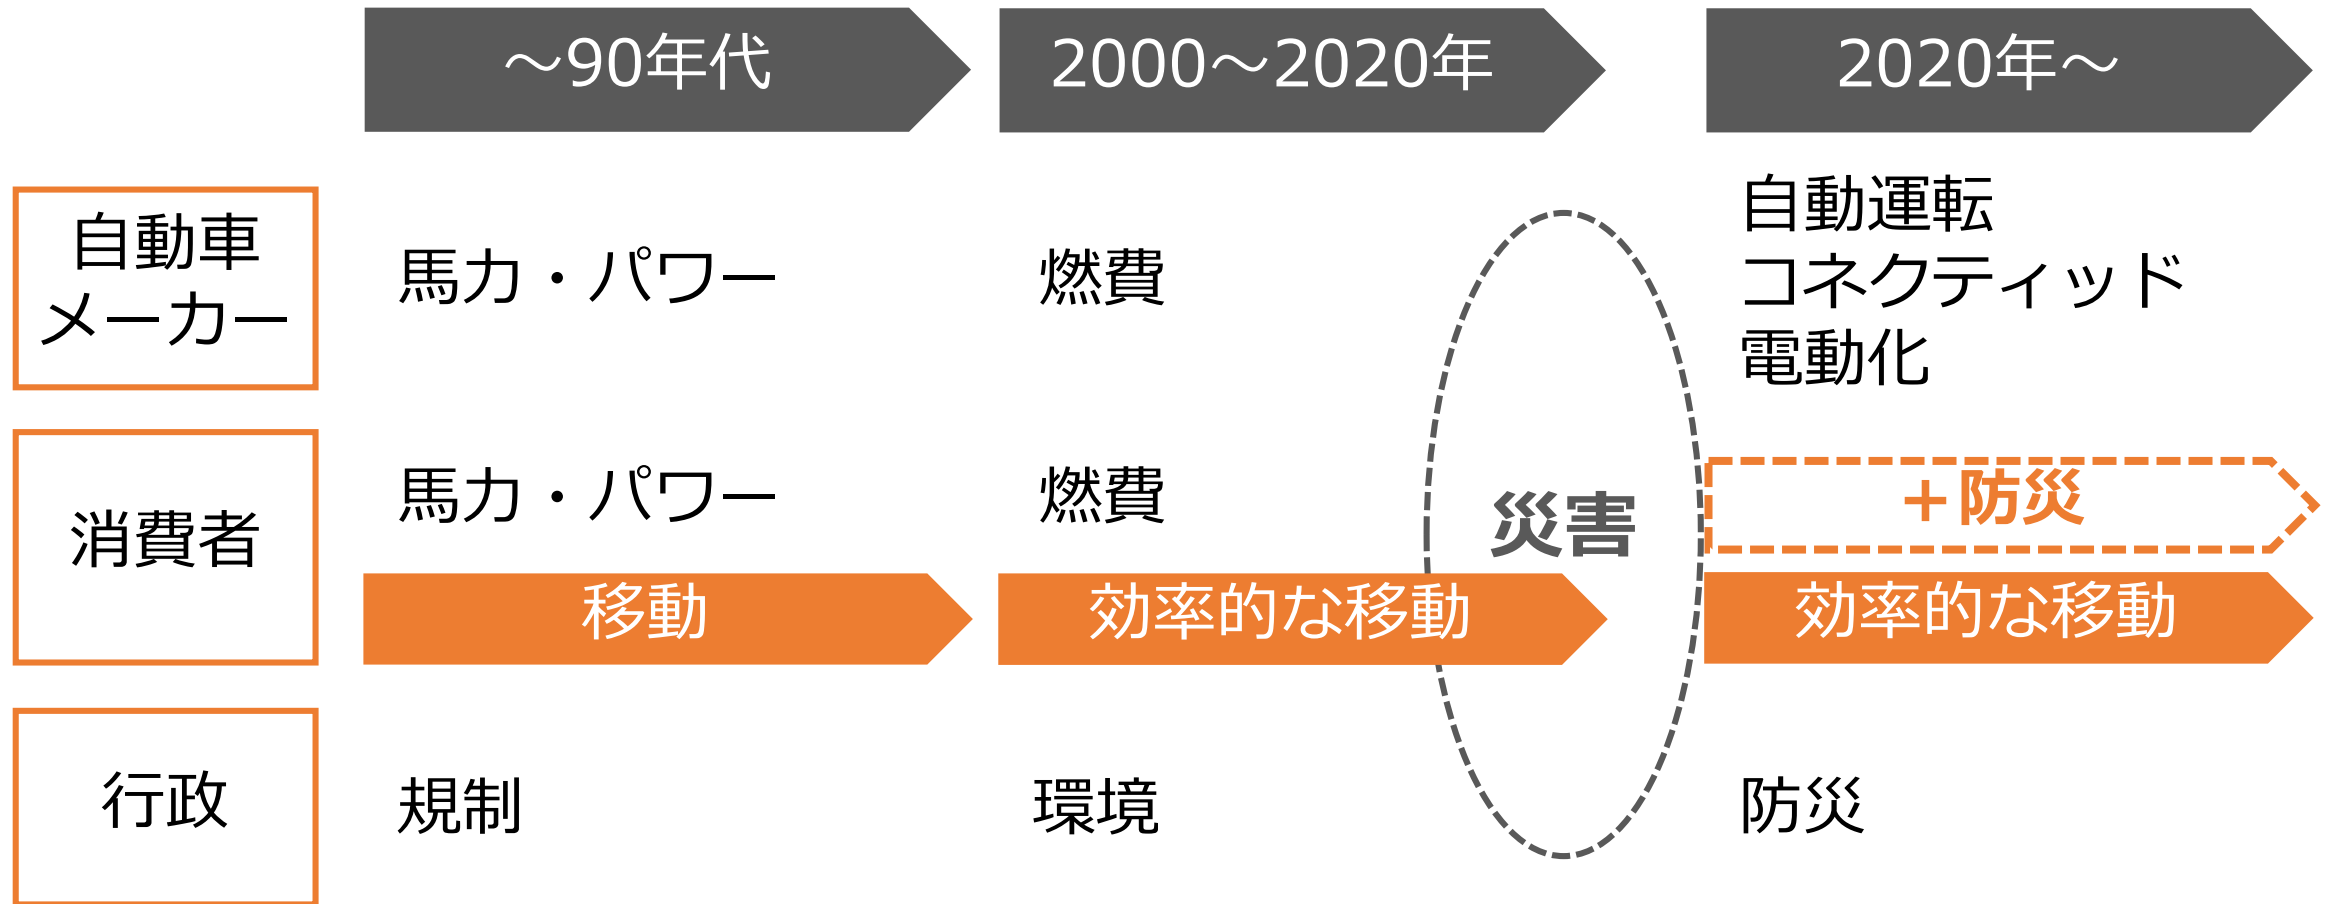 ～90年代
2000～2020年
2020年～
自動車
メーカー
馬力・パワー
燃費
自動運転
コネクティッド
電動化
消費者
馬力・パワー
燃費
災害
+防災
移動
効率的な移動
効率的な移動
行政
規制
環境
防災